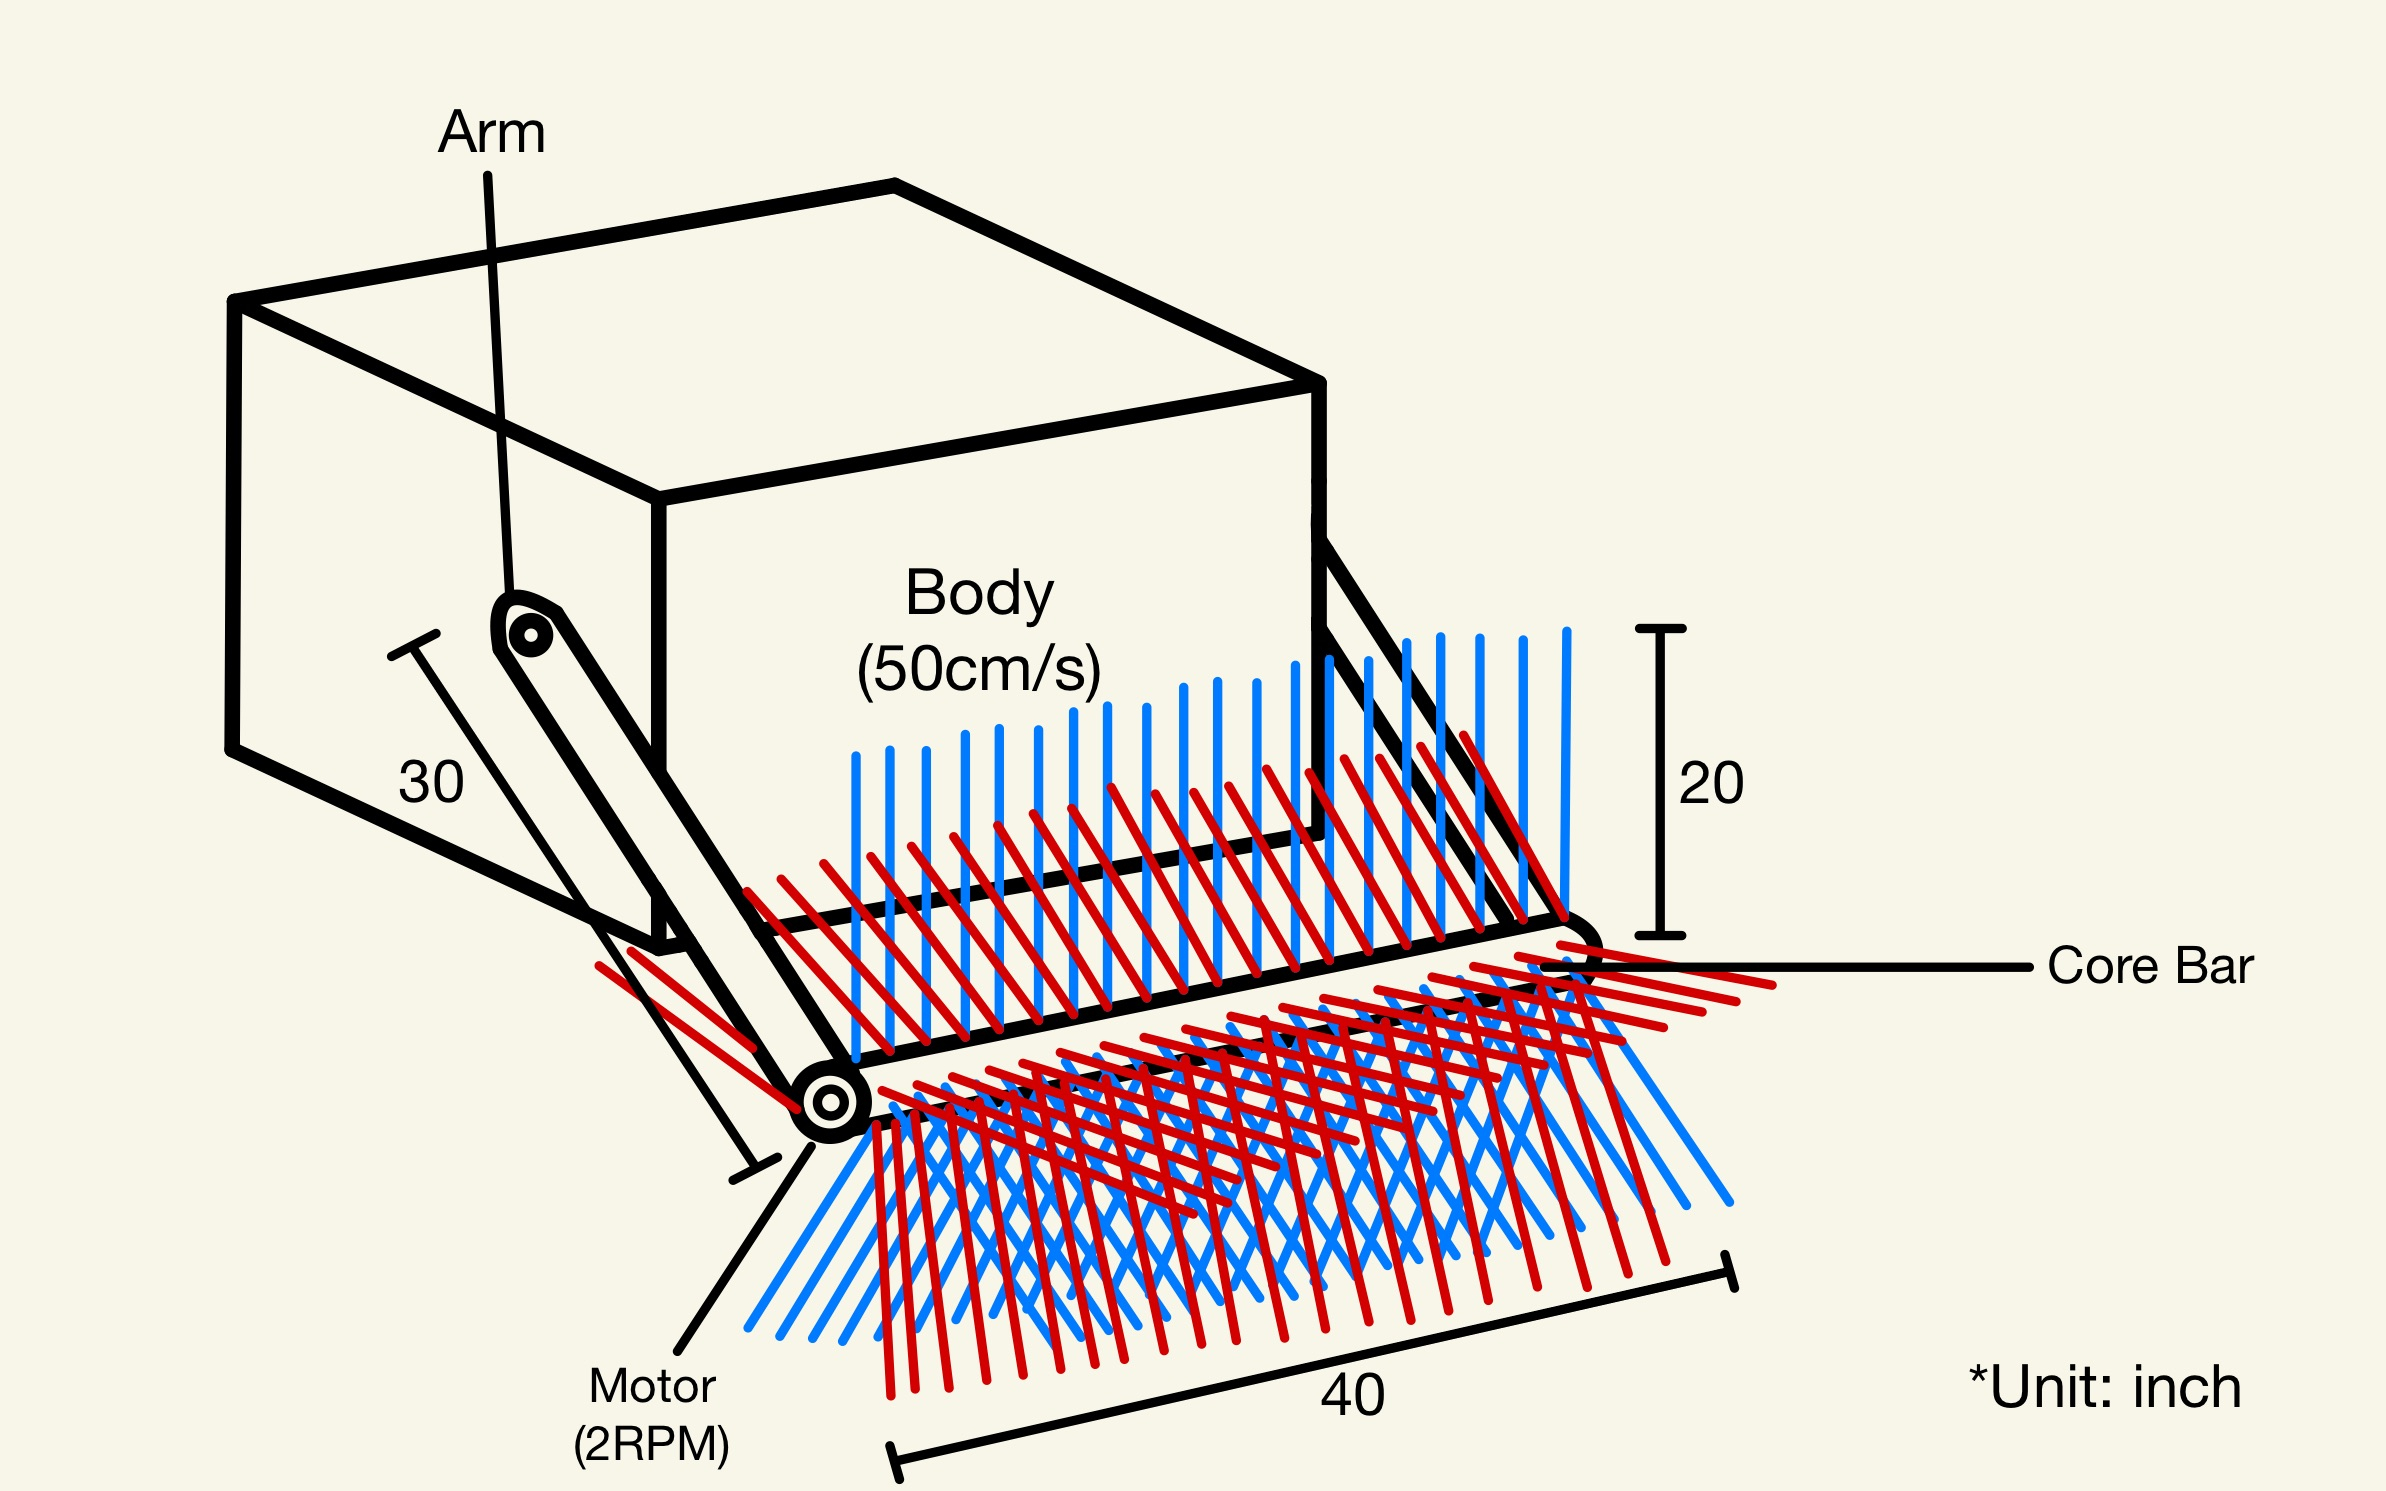 Arm
Body
(50cm/s)
30
20
Core Bar
Motor
(2RPM)
40
*Unit: inch